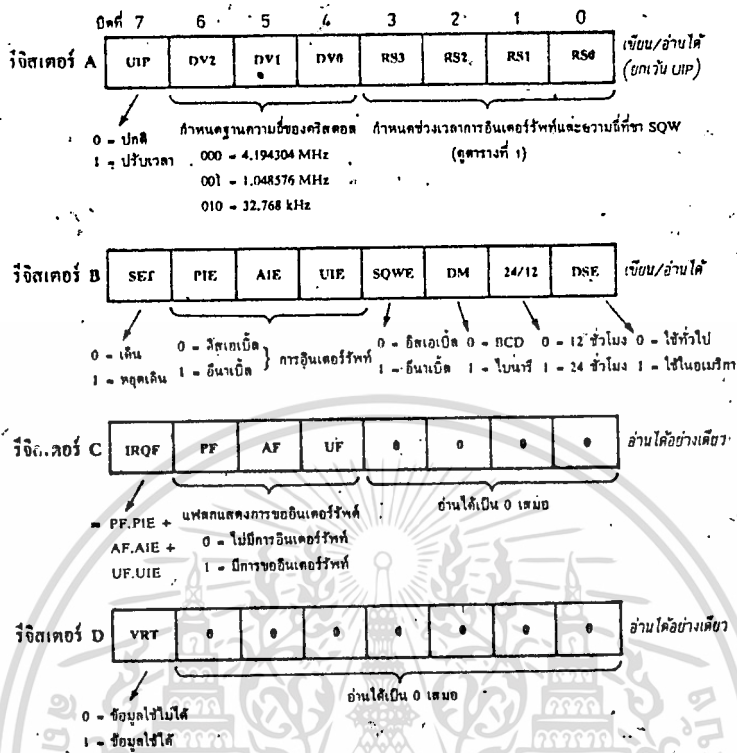 บิตที่ 7 6 5 4 3 2 1 0
รีจิสเตอร์ A UIP DV2 DV1 DV0 RS3 RS2 RS1 RS0 เขียน/อ่านได้
(ยกเว้น UIP)
0 = ปกติ กำหนดฐานความถี่ของคริสตอล กำหนดช่วงเวลาการอินเตอร์รัพท์และความถี่ที่ขา SQW
1 = ปรับเวลา 000 = 4.194304 MHz (ดูตารางที่ 1)
001 = 1.048576 MHz
010 = 32.768 kHz
รีจิสเตอร์ B SET PIE AIE UIE SQWE DM 24/12 DSE เขียน/อ่านได้
0 = เดิน 0 = ดิสเอเบิ้ล การอินเตอร์รัพท์ 0 = ดิสเอเบิ้ล 0 = BCD 0 = 12 ชั่วโมง 0 = ใช้ทั่วไป
1 = หยุดเดิน 1 = อีนาเบิ้ล 1 = อีนาเบิ้ล 1 = ไบนารี 1 = 24 ชั่วโมง 1 = ใช้ในอเมริกา
รีจิสเตอร์ C IRQF PF AF UF 0 0 0 0 อ่านได้อย่างเดียว
= PF.PIE + แฟลกแสดงการขออินเตอร์รัพต์ อ่านได้เป็น 0 เสมอ
AF.AIE + 0 = ไม่มีการอินเตอร์รัพท์
UF.UIE 1 = มีการขออินเตอร์รัพท์
รีจิสเตอร์ D VRT 0 0 0 0 0 0 0 อ่านได้อย่างเดียว
อ่านได้เป็น 0 เสมอ
0 = ข้อมูลใช้ไม่ได้
1 = ข้อมูลใช้ได้